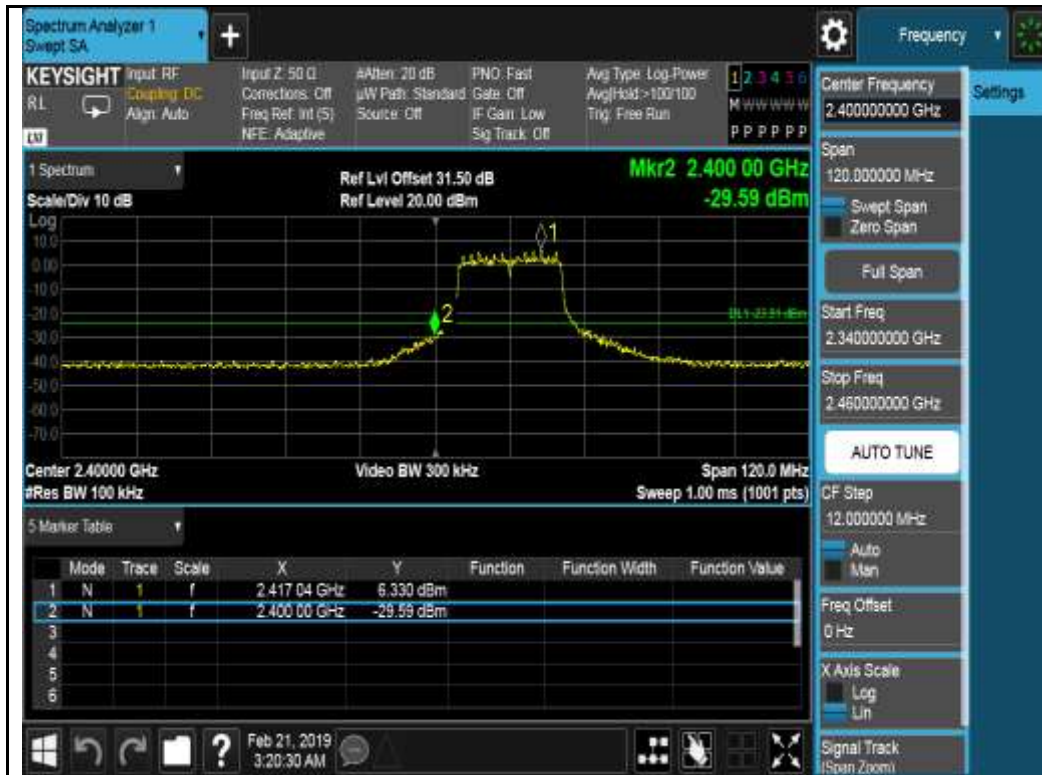 Spectrum Analyzer 1
Swept SA
+
Frequency
KEYSIGHT
Input: RF
Coupling: DC
Align: Auto
RL
Input Z: 50 Ω
Corrections: Off
Freq Ref: Int (S)
NFE: Adaptive
#Atten: 20 dB
µW Path: Standard
Source: Off
PNO: Fast
Gate: Off
IF Gain: Low
Sig Track: Off
Avg Type: Log-Power
Avg|Hold:>100/100
Trig: Free Run
1 2 3 4 5 6
M W W W W W
P P P P P P
Center Frequency
2.400000000 GHz
Settings
Span
120.000000 MHz
Swept Span
Zero Span
Full Span
Start Freq
2.340000000 GHz
Stop Freq
2.460000000 GHz
AUTO TUNE
CF Step
12.000000 MHz
Auto
Man
Freq Offset
0 Hz
X Axis Scale
Log
Lin
Signal Track
(Span Zoom)
1 Spectrum
Scale/Div 10 dB
Ref Lvl Offset 31.50 dB
Ref Level 20.00 dBm
Mkr2 2.400 00 GHz
-29.59 dBm
Log
10.0
0.00
-10.0
-20.0
-30.0
-40.0
-50.0
-60.0
-70.0
1
2
Center 2.40000 GHz
#Res BW 100 kHz
Video BW 300 kHz
Span 120.0 MHz
Sweep 1.00 ms (1001 pts)
5 Marker Table
Mode Trace Scale X Y Function Function Width Function Value
1 N 1 f 2.417 04 GHz 6.330 dBm
2 N 1 f 2.400 00 GHz -29.59 dBm
3
4
5
6
?
Feb 21, 2019
3:20:30 AM